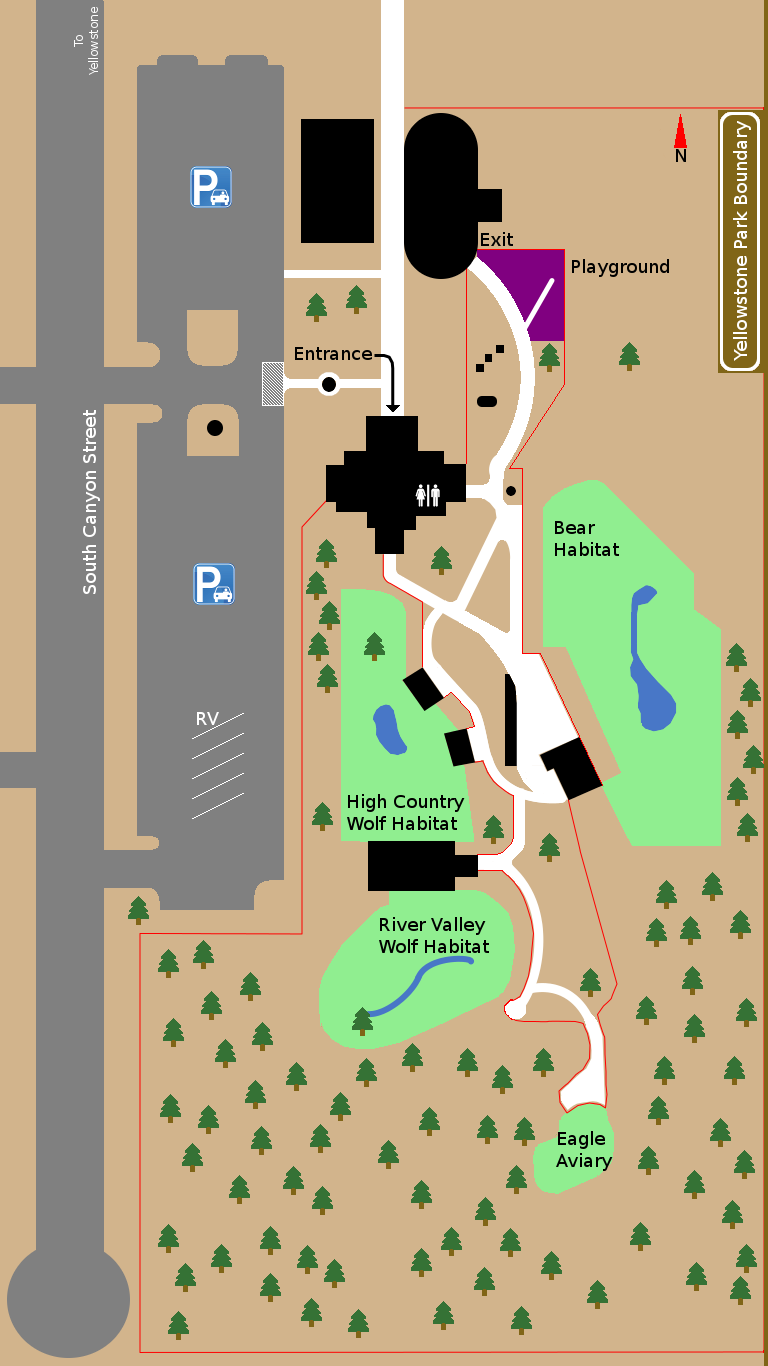 To
Yellowstone
N
Yellowstone Park Boundary
P
Exit
Playground
Entrance
South Canyon Street
Bear
Habitat
P
RV
High Country
Wolf Habitat
River Valley
Wolf Habitat
Eagle
Aviary